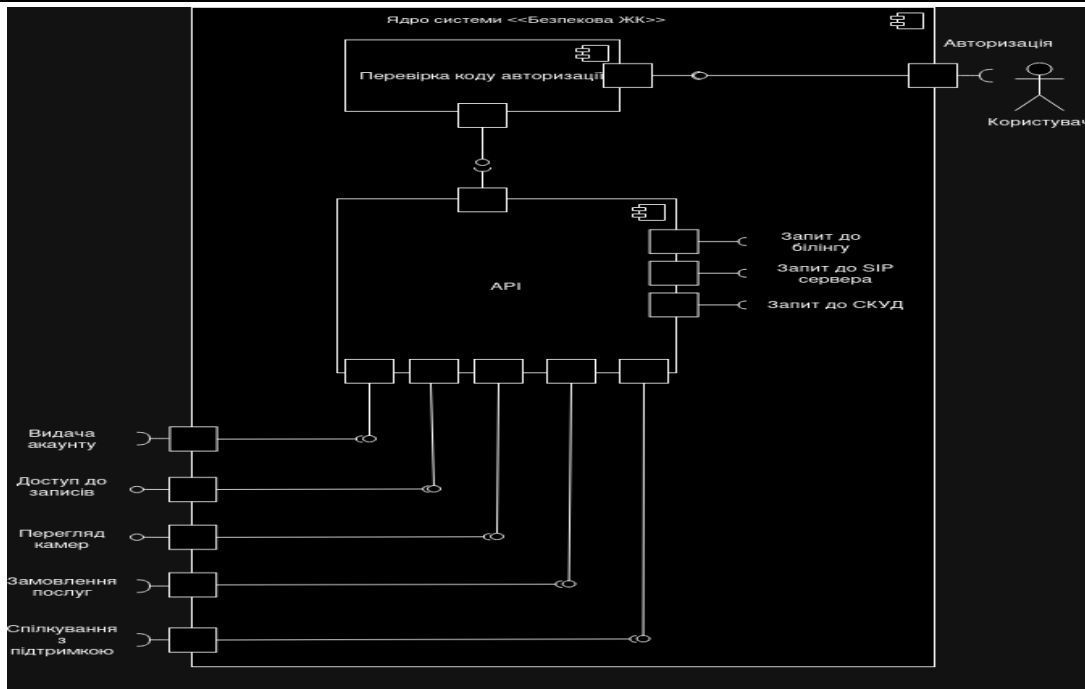 Ядро системи <<Безпекова ЖК>>
Авторизація
Перевірка коду авторизації
Користувач
Запит до
білінгу
API
Запит до SIP
сервера
Запит до СКУД
Видача
акаунту
Доступ до
записів
Перегляд
камер
Замовлення
послуг
Спілкування
з
підтримкою